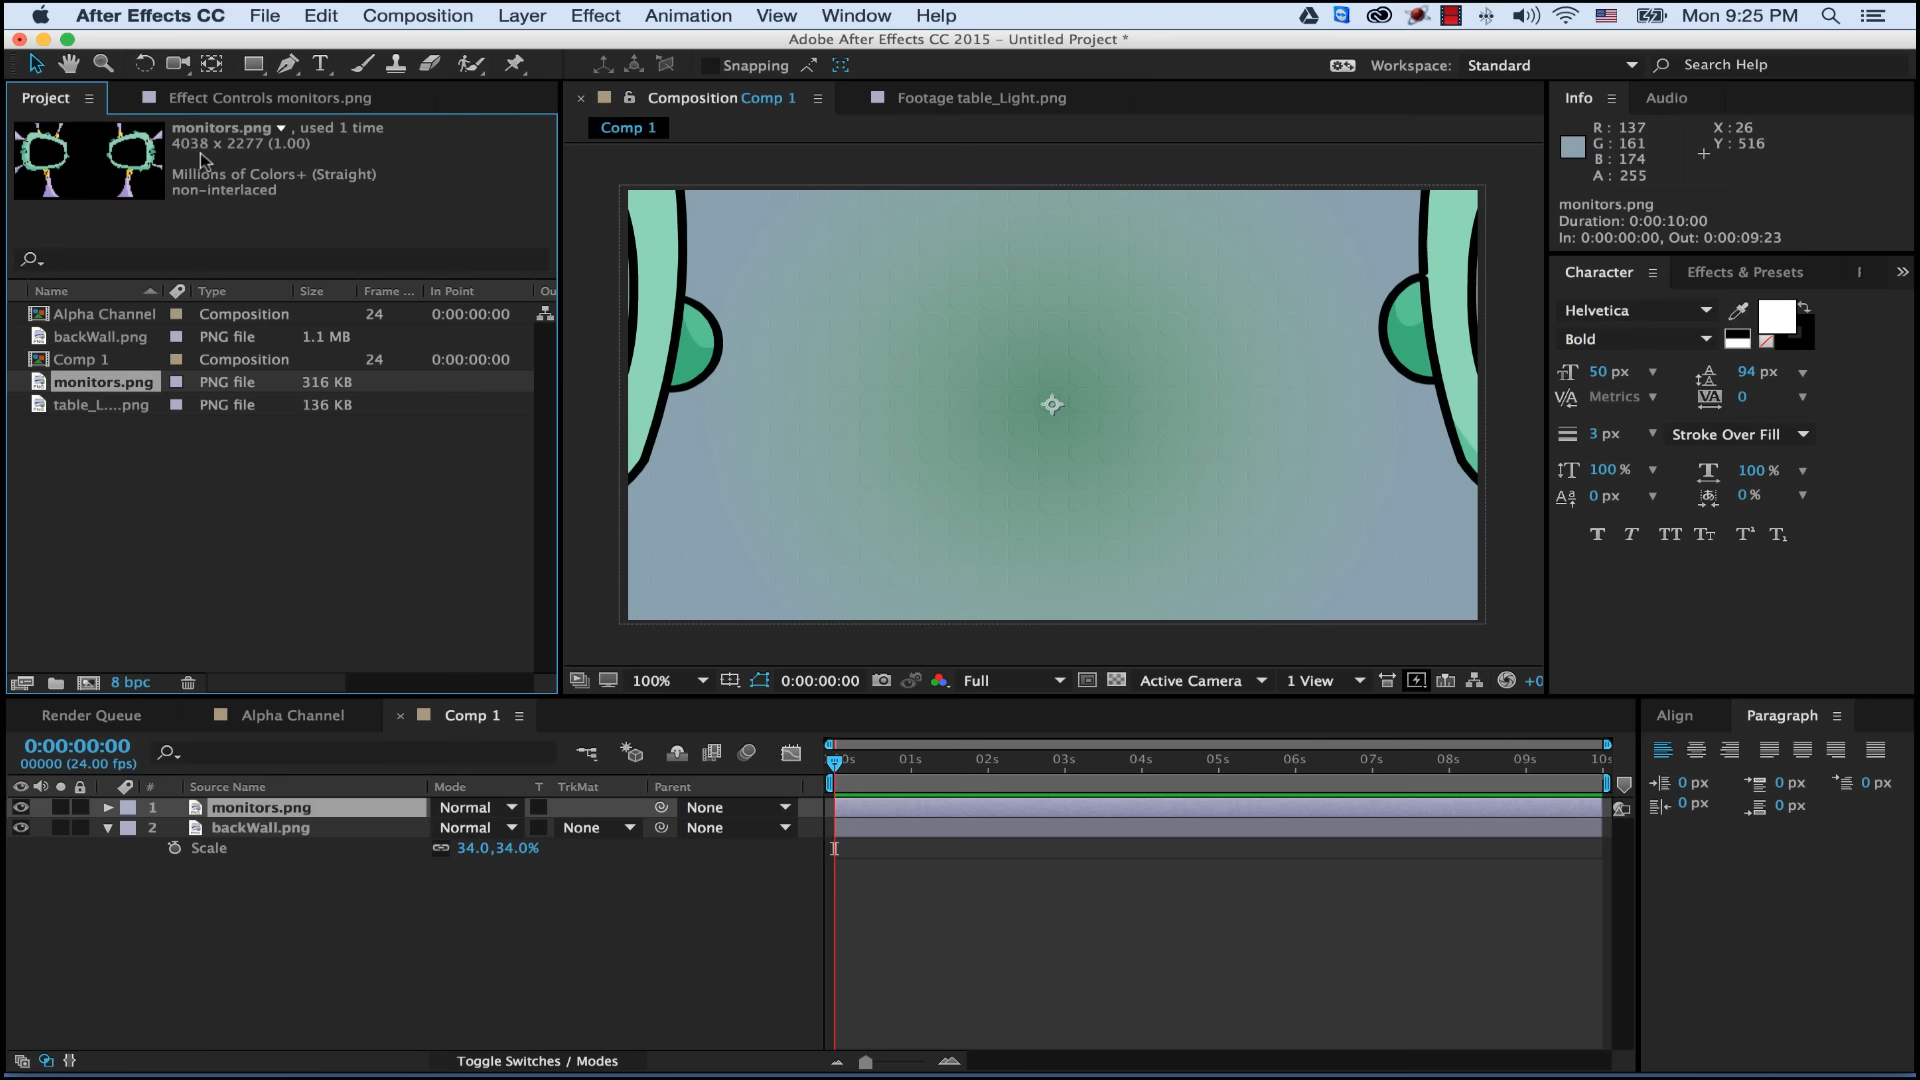 After Effects CC File Edit Composition Layer Effect Animation View Window Help Mon 9:25 PM
Adobe After Effects CC 2015 – Untitled Project *
Snapping Workspace: Standard Search Help
Project Effect Controls monitors.png
monitors.png , used 1 time
4038 x 2277 (1.00)
Millions of Colors+ (Straight)
non-interlaced
Name Type Size Frame ... In Point Ou
Alpha Channel Composition 24 0:00:00:00
backWall.png PNG file 1.1 MB
Comp 1 Composition 24 0:00:00:00
monitors.png PNG file 316 KB
table_L....png PNG file 136 KB
8 bpc
Composition Comp 1 Footage table_Light.png
Comp 1
100% 0:00:00:00 Full Active Camera 1 View +0
Info Audio
R: 137 X: 26
G: 161 Y: 516
B: 174
A: 255
monitors.png
Duration: 0:00:10:00
In: 0:00:00:00, Out: 0:00:09:23
Character Effects & Presets
Helvetica
Bold
50 px 94 px
Metrics 0
3 px Stroke Over Fill
100 % 100 %
0 px 0 %
T T TT Tt T¹ T₁
Render Queue Alpha Channel Comp 1
0:00:00:00
00000 (24.00 fps)
0s 01s 02s 03s 04s 05s 06s 07s 08s 09s 10s
# Source Name Mode T TrkMat Parent
1 monitors.png Normal None
2 backWall.png Normal None None
Scale 34.0,34.0%
Toggle Switches / Modes
Align Paragraph
0 px 0 px 0 px
0 px 0 px